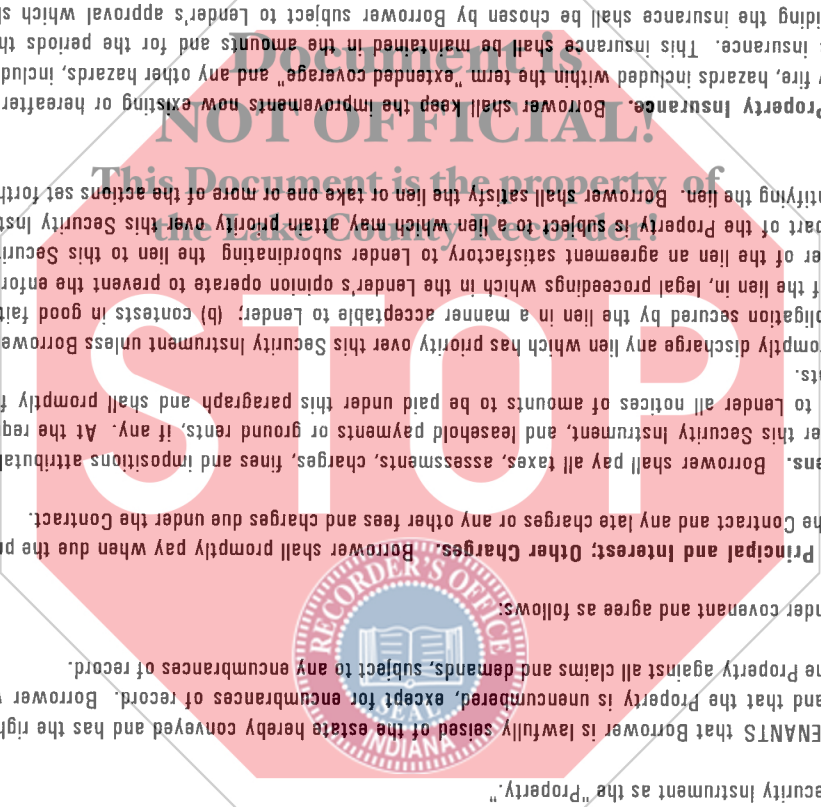 ecurity Instrument as the "Property."
ENANTS that Borrower is lawfully seised of the estate hereby conveyed and has the righ
and that the Property is unencumbered, except for encumbrances of record. Borrower
he Property against all claims and demands, subject to any encumbrances of record.
nder covenant and agree as follows:
Principal and Interest; Other Charges. Borrower shall promptly pay when due the pr
he Contract and any late charges or any other fees and charges due under the Contract.
ens. Borrower shall pay all taxes, assessments, charges, fines and impositions attributal
er this Security Instrument, and leasehold payments or ground rents, if any. At the req
to Lender all notices of amounts to be paid under this paragraph and shall promptly f
ts.
omptly discharge any lien which has priority over this Security Instrument unless Borrowe
bligation secured by the lien in a manner acceptable to Lender; (b) contests in good fait
f the lien in, legal proceedings which in the Lender's opinion operate to prevent the enfor
er of the lien an agreement satisfactory to Lender subordinating the lien to this Securi
part of the Property is subject to a lien which may attain priority over this Security Inst
ntifying the lien. Borrower shall satisfy the lien or take one or more of the actions set forth
Property Insurance. Borrower shall keep the improvements now existing or hereafter
y fire, hazards included within the term "extended coverage" and any other hazards, includ
insurance. This insurance shall be maintained in the amounts and for the periods th
iding the insurance shall be chosen by Borrower subject to Lender's approval which s
Document is
NOT OFFICIAL!
This Document is the property of
the Lake County Recorder!
STOP
RECORDER'S OFFICE
SEAL
INDIANA